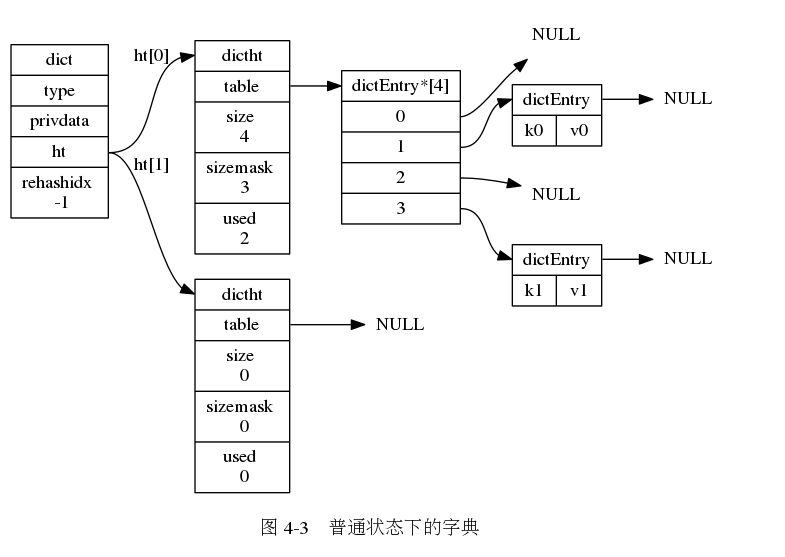 dict
type
privdata
ht
rehashidx
-1
ht[0]
ht[1]
dictht
table
size
4
sizemask
3
used
2
dictht
table
size
0
sizemask
0
used
0
NULL
dictEntry*[4]
0
1
2
3
NULL
dictEntry
k0 v0
NULL
NULL
dictEntry
k1 v1
NULL
图 4-3 普通状态下的字典